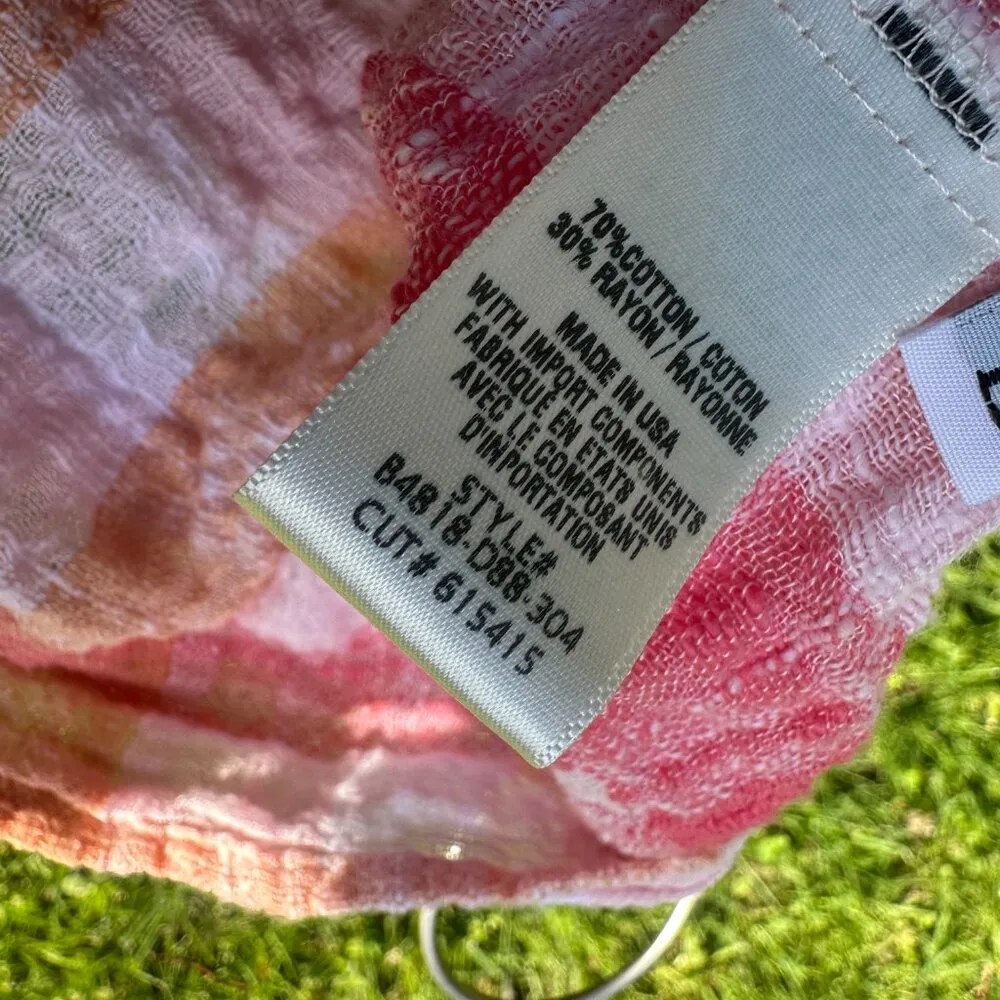 70%COTTON / COTON
30% RAYON / RAYONNE
MADE IN USA
WITH IMPORT COMPONENTS
FABRIQUE EN ETATS UNIS
AVEC LE COMPOSANT
D'INPORTATION
STYLE#
B4818-D88-304
CUT# 615415